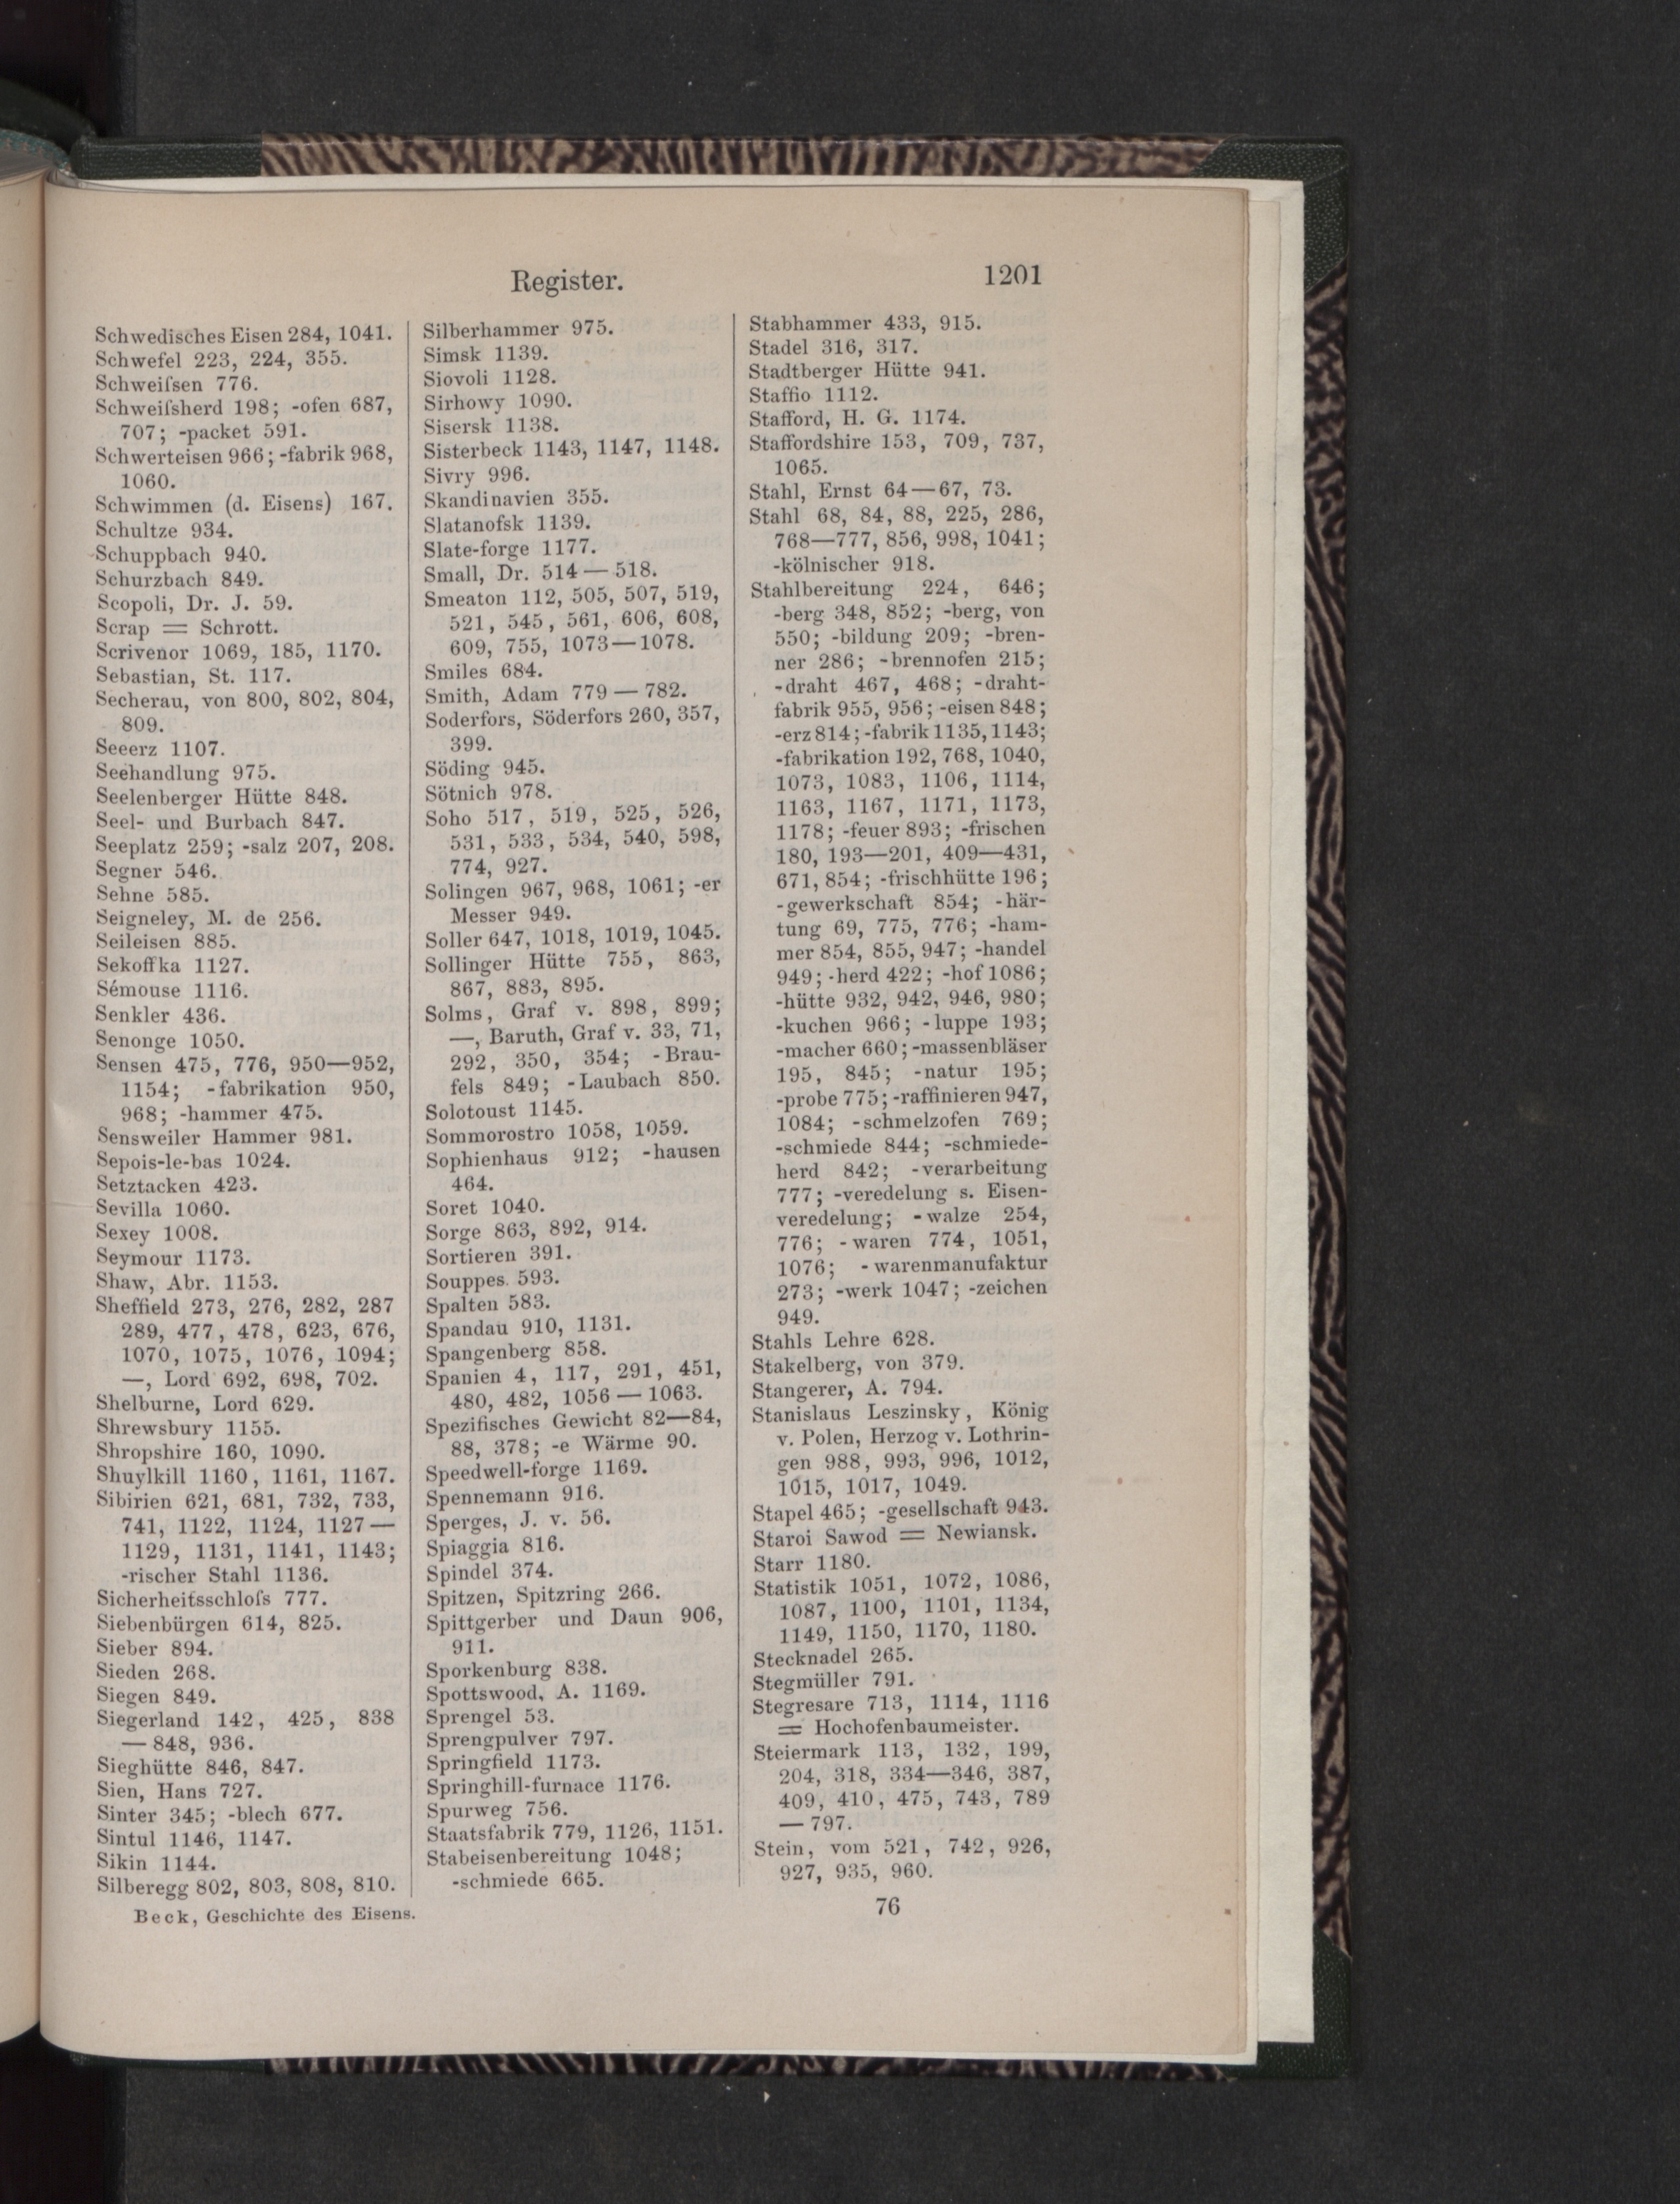 Register.
1201
Schwedisches Eisen 284, 1041.
Schwefel 223, 224, 355.
Schweiſsen 776.
Schweiſsherd 198; -ofen 687,
707; -packet 591.
Schwerteisen 966; -fabrik 968,
1060.
Schwimmen (d. Eisens) 167.
Schultze 934.
Schuppbach 940.
Schurzbach 849.
Scopoli, Dr. J. 59.
Scrap = Schrott.
Scrivenor 1069, 185, 1170.
Sebastian, St. 117.
Secherau, von 800, 802, 804,
809.
Seeerz 1107.
Seehandlung 975.
Seelenberger Hütte 848.
Seel- und Burbach 847.
Seeplatz 259; -salz 207, 208.
Segner 546.
Sehne 585.
Seigneley, M. de 256.
Seileisen 885.
Sekoffka 1127.
Sémouse 1116.
Senkler 436.
Senonge 1050.
Sensen 475, 776, 950—952,
1154; -fabrikation 950,
968; -hammer 475.
Sensweiler Hammer 981.
Sepois-le-bas 1024.
Setztacken 423.
Sevilla 1060.
Sexey 1008.
Seymour 1173.
Shaw, Abr. 1153.
Sheffield 273, 276, 282, 287
289, 477, 478, 623, 676,
1070, 1075, 1076, 1094;
—, Lord 692, 698, 702.
Shelburne, Lord 629.
Shrewsbury 1155.
Shropshire 160, 1090.
Shuylkill 1160, 1161, 1167.
Sibirien 621, 681, 732, 733,
741, 1122, 1124, 1127—
1129, 1131, 1141, 1143;
-rischer Stahl 1136.
Sicherheitsschloſs 777.
Siebenbürgen 614, 825.
Sieber 894.
Sieden 268.
Siegen 849.
Siegerland 142, 425, 838
—848, 936.
Sieghütte 846, 847.
Sien, Hans 727.
Sinter 345; -blech 677.
Sintul 1146, 1147.
Sikin 1144.
Silberegg 802, 803, 808, 810.
Silberhammer 975.
Simsk 1139.
Siovoli 1128.
Sirhowy 1090.
Sisersk 1138.
Sisterbeck 1143, 1147, 1148.
Sivry 996.
Skandinavien 355.
Slatanofsk 1139.
Slate-forge 1177.
Small, Dr. 514—518.
Smeaton 112, 505, 507, 519,
521, 545, 561, 606, 608,
609, 755, 1073—1078.
Smiles 684.
Smith, Adam 779—782.
Soderfors, Söderfors 260, 357,
399.
Söding 945.
Sötnich 978.
Soho 517, 519, 525, 526,
531, 533, 534, 540, 598,
774, 927.
Solingen 967, 968, 1061; -er
Messer 949.
Soller 647, 1018, 1019, 1045.
Sollinger Hütte 755, 863,
867, 883, 895.
Solms, Graf v. 898, 899;
—, Baruth, Graf v. 33, 71,
292, 350, 354; -Brau-
fels 849; -Laubach 850.
Solotoust 1145.
Sommorostro 1058, 1059.
Sophienhaus 912; -hausen
464.
Soret 1040.
Sorge 863, 892, 914.
Sortieren 391.
Souppes 593.
Spalten 583.
Spandau 910, 1131.
Spangenberg 858.
Spanien 4, 117, 291, 451,
480, 482, 1056—1063.
Spezifisches Gewicht 82—84,
88, 378; -e Wärme 90.
Speedwell-forge 1169.
Spennemann 916.
Sperges, J. v. 56.
Spiaggia 816.
Spindel 374.
Spitzen, Spitzring 266.
Spittgerber und Daun 906,
911.
Sporkenburg 838.
Spottswood, A. 1169.
Sprengel 53.
Sprengpulver 797.
Springfield 1173.
Springhill-furnace 1176.
Spurweg 756.
Staatsfabrik 779, 1126, 1151.
Stabeisenbereitung 1048;
-schmiede 665.
Stabhammer 433, 915.
Stadel 316, 317.
Stadtberger Hütte 941.
Staffio 1112.
Stafford, H. G. 1174.
Staffordshire 153, 709, 737,
1065.
Stahl, Ernst 64—67, 73.
Stahl 68, 84, 88, 225, 286,
768—777, 856, 998, 1041;
-kölnischer 918.
Stahlbereitung 224, 646;
-berg 348, 852; -berg, von
550; -bildung 209; -bren-
ner 286; -brennofen 215;
-draht 467, 468; -draht-
fabrik 955, 956; -eisen 848;
-erz 814; -fabrik 1135, 1143;
-fabrikation 192, 768, 1040,
1073, 1083, 1106, 1114,
1163, 1167, 1171, 1173,
1178; -feuer 893; -frischen
180, 193—201, 409—431,
671, 854; -frischhütte 196;
-gewerkschaft 854; -här-
tung 69, 775, 776; -ham-
mer 854, 855, 947; -handel
949; -herd 422; -hof 1086;
-hütte 932, 942, 946, 980;
-kuchen 966; -luppe 193;
-macher 660; -massenbläser
195, 845; -natur 195;
-probe 775; -raffinieren 947,
1084; -schmelzofen 769;
-schmiede 844; -schmiede-
herd 842; -verarbeitung
777; -veredelung s. Eisen-
veredelung; -walze 254,
776; -waren 774, 1051,
1076; -warenmanufaktur
273; -werk 1047; -zeichen
949.
Stahls Lehre 628.
Stakelberg, von 379.
Stangerer, A. 794.
Stanislaus Leszinsky, König
v. Polen, Herzog v. Lothrin-
gen 988, 993, 996, 1012,
1015, 1017, 1049.
Stapel 465; -gesellschaft 943.
Staroi Sawod = Newiansk.
Starr 1180.
Statistik 1051, 1072, 1086,
1087, 1100, 1101, 1134,
1149, 1150, 1170, 1180.
Stecknadel 265.
Stegmüller 791.
Stegresare 713, 1114, 1116
= Hochofenbaumeister.
Steiermark 113, 132, 199,
204, 318, 334—346, 387,
409, 410, 475, 743, 789
—797.
Stein, vom 521, 742, 926,
927, 935, 960.
Beck, Geschichte des Eisens.
76